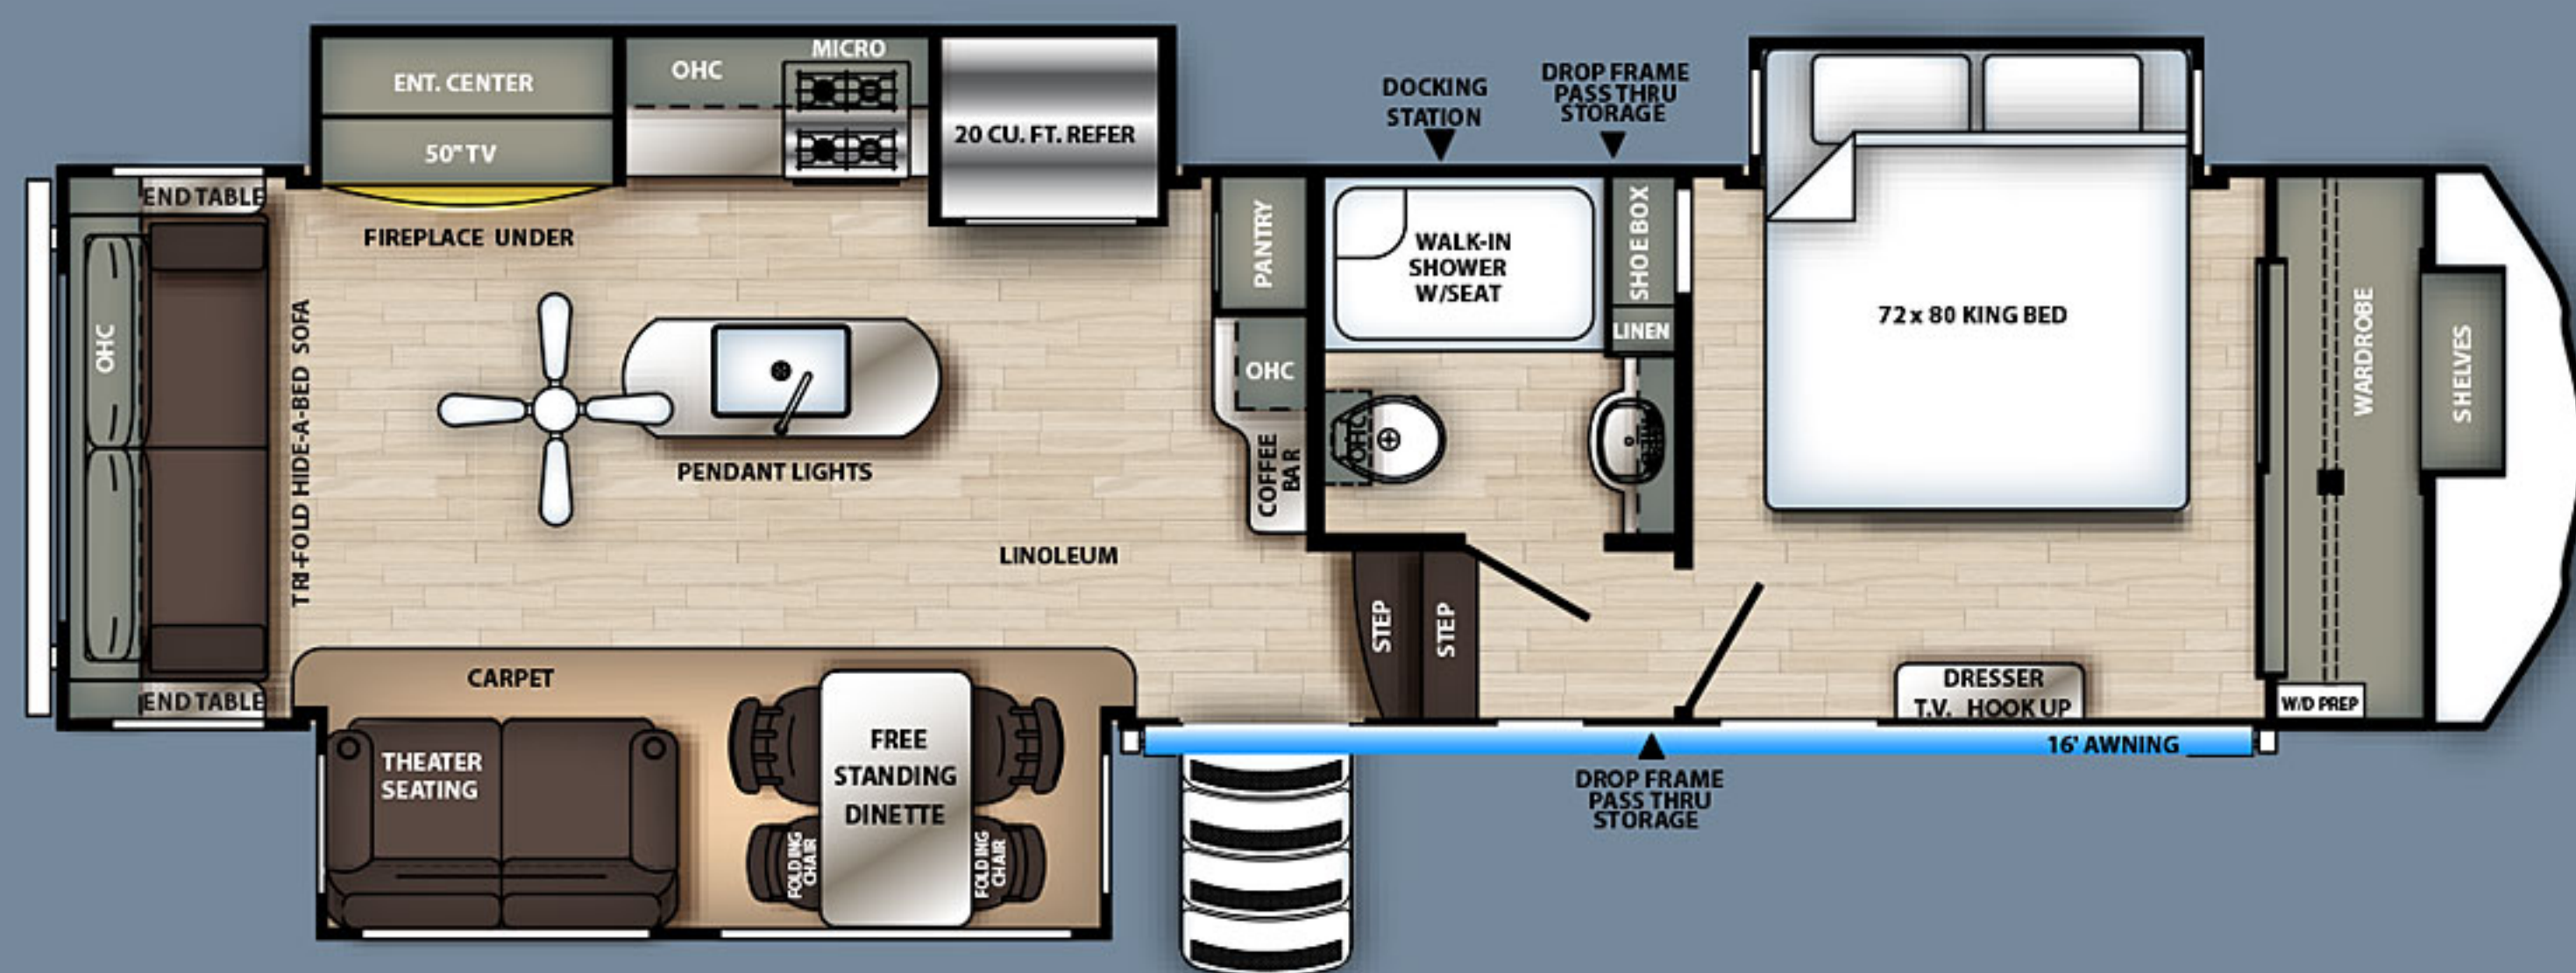 ENT. CENTER
50" TV
FIREPLACE UNDER
OHC
MICRO
20 CU. FT. REFER
DOCKING
STATION
DROP FRAME
PASS THRU
STORAGE
END TABLE
OHC
TRI-FOLD HIDE-A-BED SOFA
END TABLE
PENDANT LIGHTS
LINOLEUM
PANTRY
OHC
COFFEE
BAR
WALK-IN
SHOWER
W/SEAT
SHOEBOX
LINEN
OHC
STEP
STEP
72 x 80 KING BED
WARDROBE
SHELVES
DRESSER
T.V. HOOK UP
W/D PREP
CARPET
THEATER
SEATING
FREE
STANDING
DINETTE
FOLDING
CHAIR
FOLDING
CHAIR
16' AWNING
DROP FRAME
PASS THRU
STORAGE